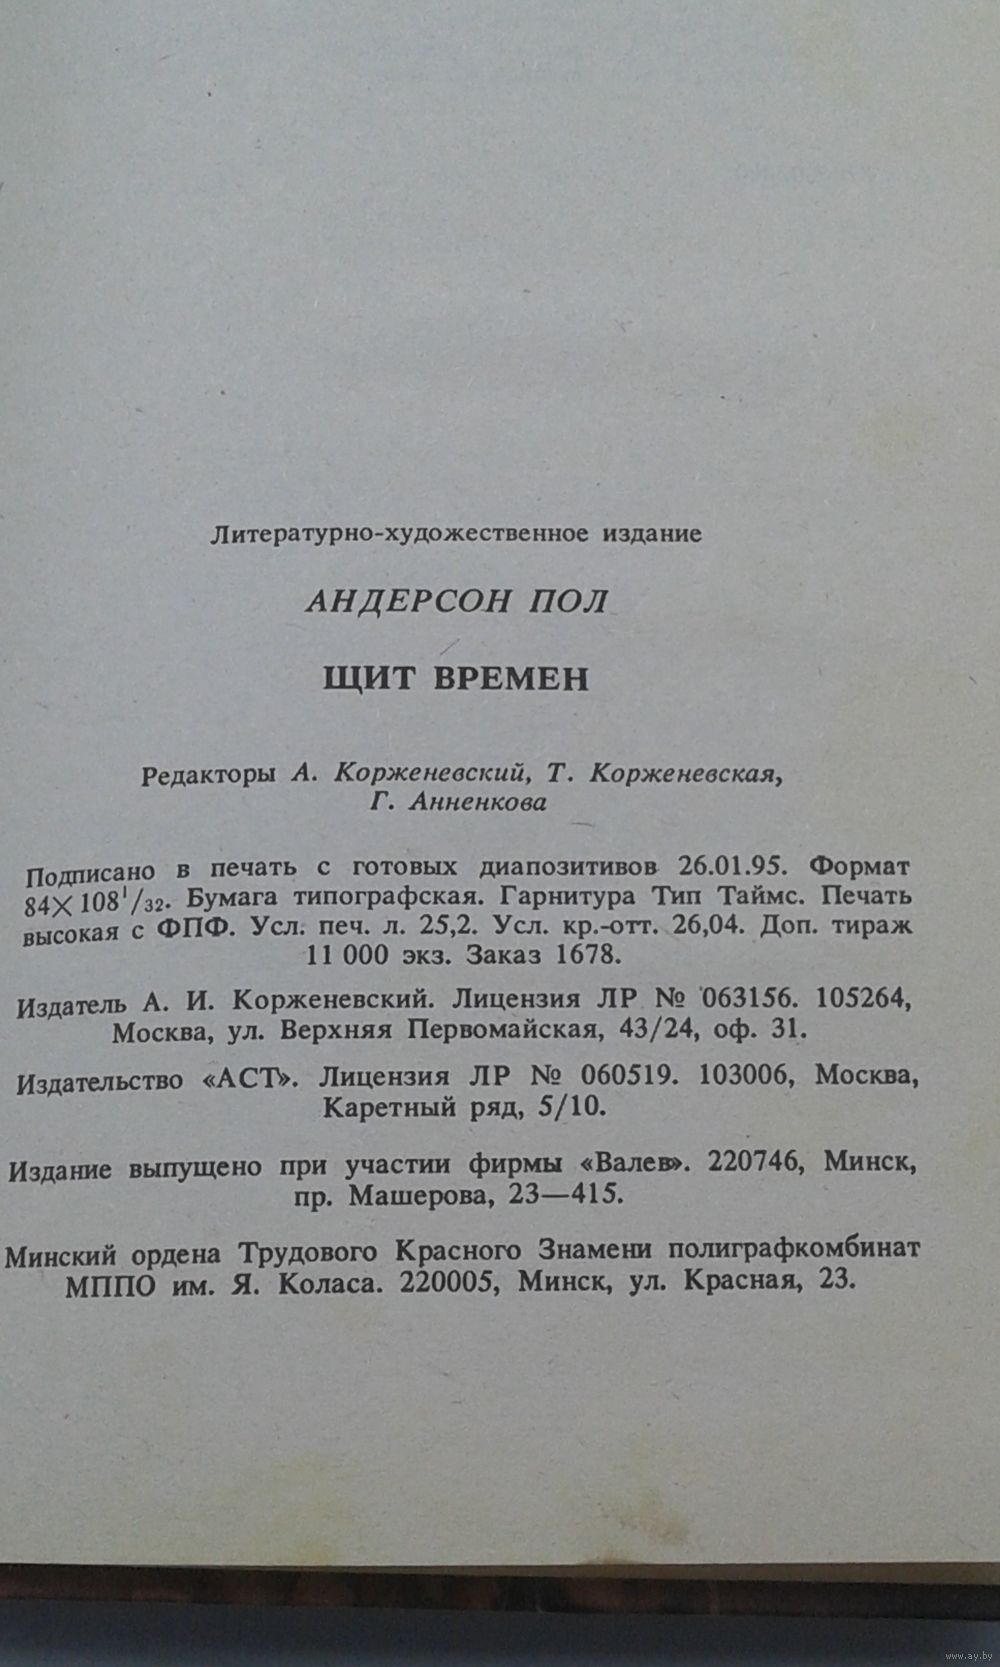 Литературно-художественное издание
АНДЕРСОН ПОЛ
ЩИТ ВРЕМЕН
Редакторы А. Корженевский, Т. Корженевская,
Г. Анненкова
Подписано в печать с готовых диапозитивов 26.01.95. Формат
84×108¹/₃₂. Бумага типографская. Гарнитура Тип Таймс. Печать
высокая с ФПФ. Усл. печ. л. 25,2. Усл. кр.-отт. 26,04. Доп. тираж
11 000 экз. Заказ 1678.
Издатель А. И. Корженевский. Лицензия ЛР № 063156. 105264,
Москва, ул. Верхняя Первомайская, 43/24, оф. 31.
Издательство «АСТ». Лицензия ЛР № 060519. 103006, Москва,
Каретный ряд, 5/10.
Издание выпущено при участии фирмы «Валев». 220746, Минск,
пр. Машерова, 23—415.
Минский ордена Трудового Красного Знамени полиграфкомбинат
МППО им. Я. Коласа. 220005, Минск, ул. Красная, 23.
www.ay.by